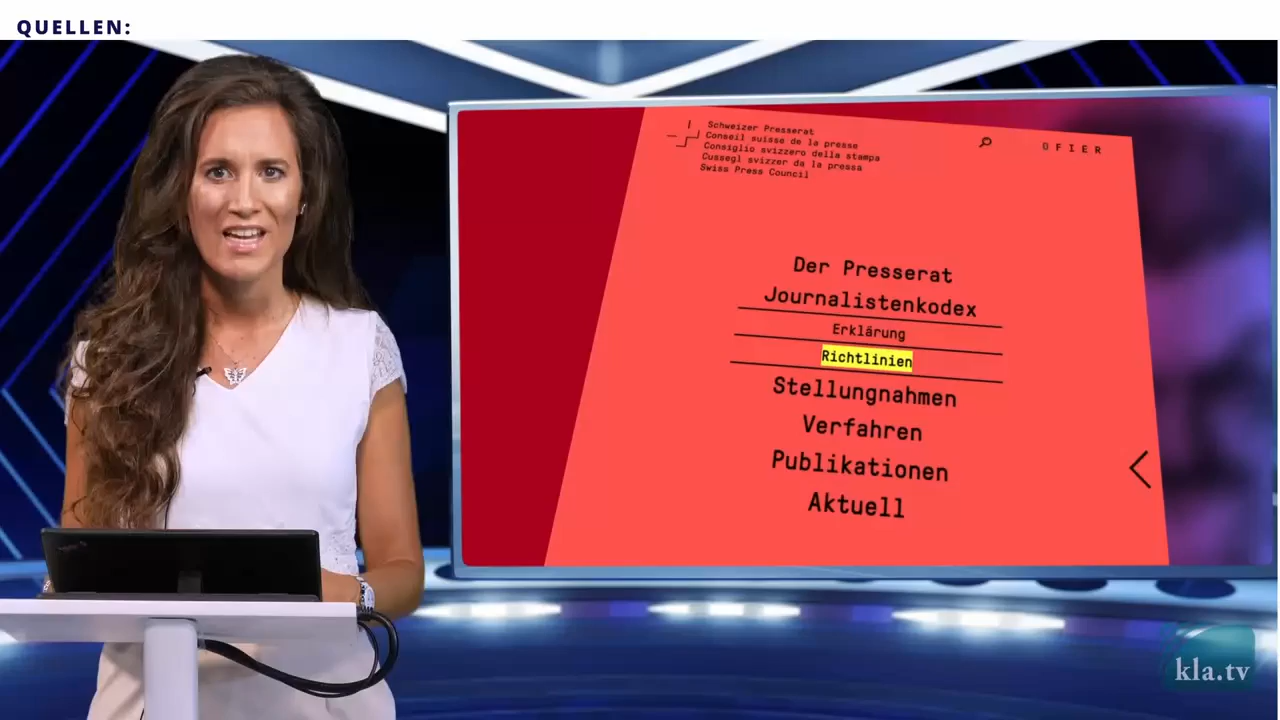 QUELLEN:
Schweizer Presserat
Conseil suisse de la presse
Consiglio svizzero della stampa
Cussegl svizzer da la pressa
Swiss Press Council
DFIER
Der Presserat
Journalistenkodex
Erklärung
Richtlinien
Stellungnahmen
Verfahren
Publikationen
Aktuell
kla.tv